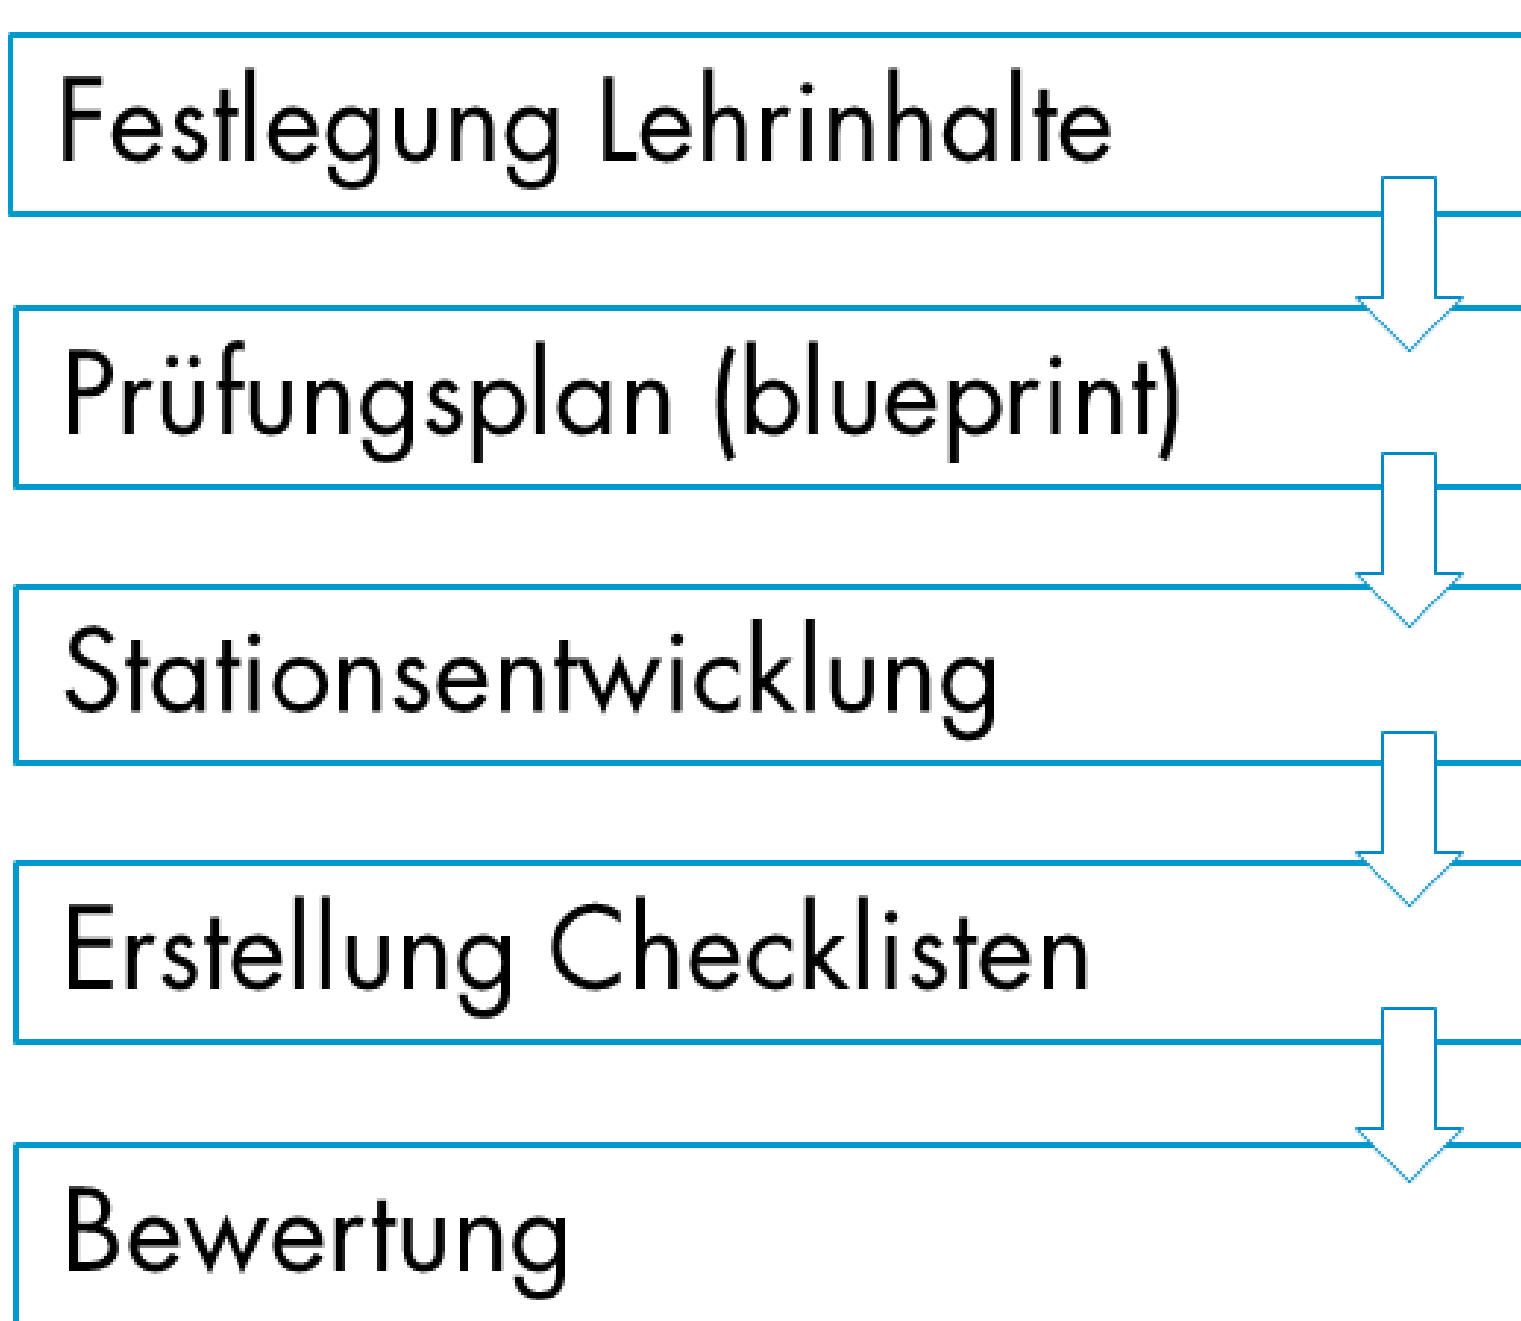 Festlegung Lehrinhalte
Prüfungsplan (blueprint)
Stationsentwicklung
Erstellung Checklisten
Bewertung